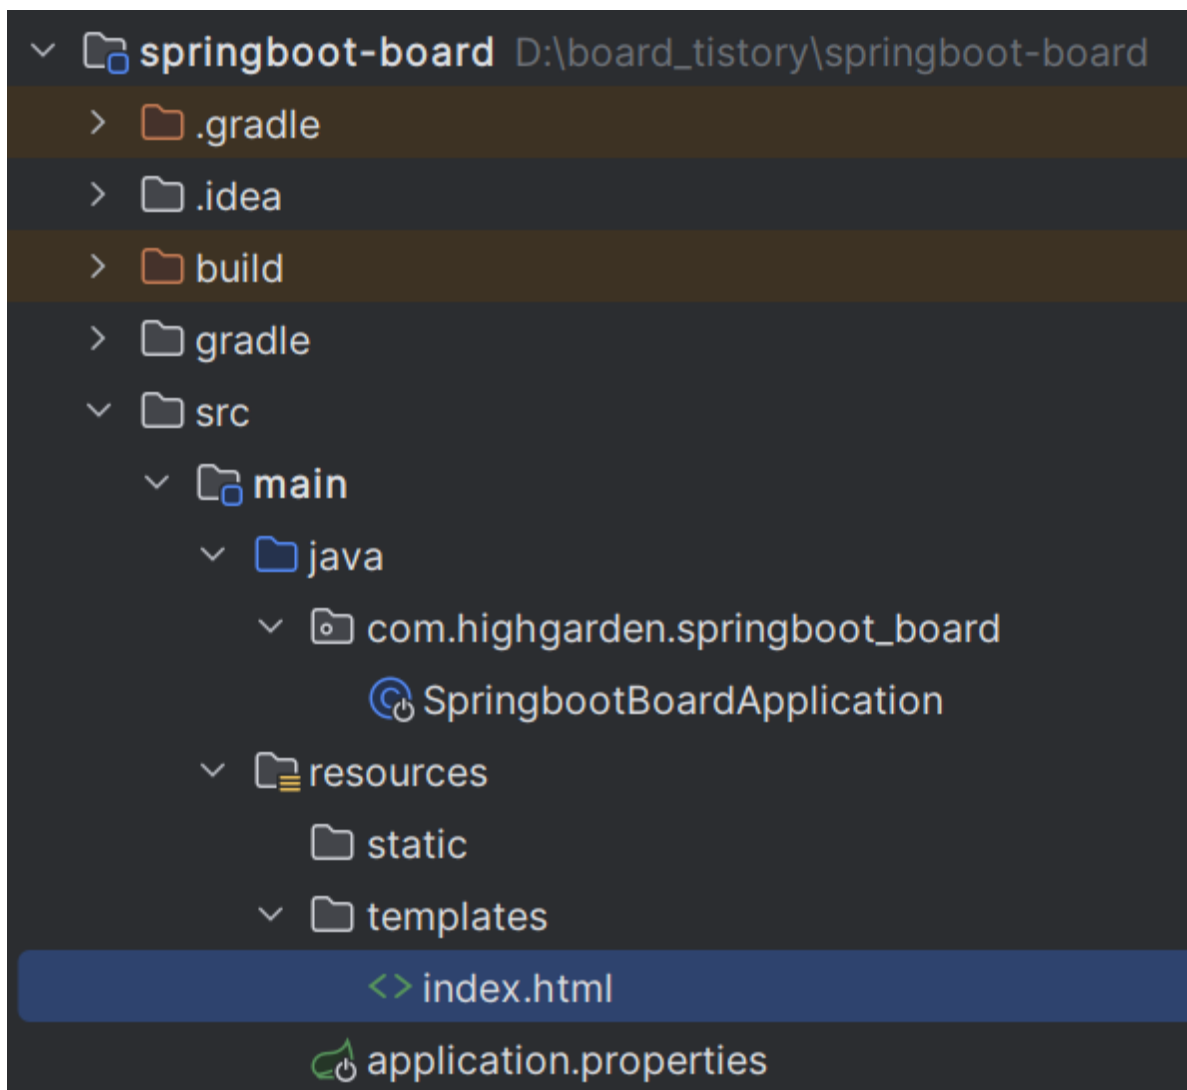 springboot-board D:\board_tistory\springboot-board
.gradle
.idea
build
gradle
src
main
java
com.highgarden.springboot_board
SpringbootBoardApplication
resources
static
templates
index.html
application.properties